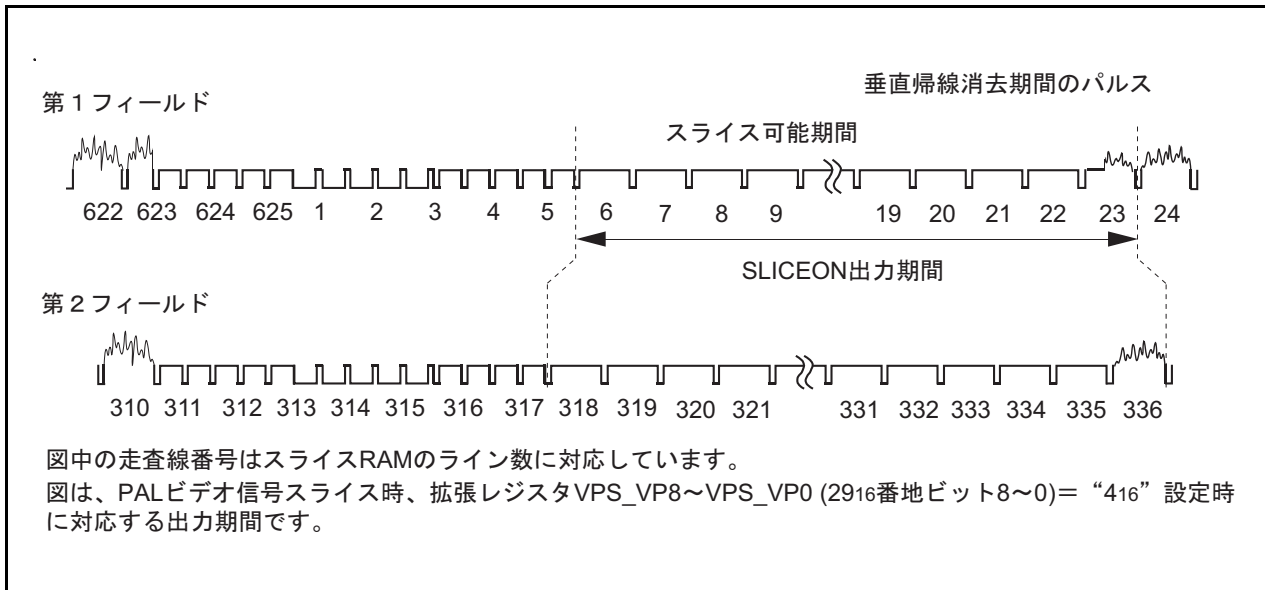 垂直帰線消去期間のパルス
第１フィールド
スライス可能期間
622 623 624 625 1 2 3 4 5 6 7 8 9 19 20 21 22 23 24
SLICEON出力期間
第２フィールド
310 311 312 313 314 315 316 317 318 319 320 321 331 332 333 334 335 336
図中の走査線番号はスライスRAMのライン数に対応しています。
図は、PALビデオ信号スライス時、拡張レジスタVPS_VP8～VPS_VP0 (2916番地ビット8～0)＝“416”設定時
に対応する出力期間です。